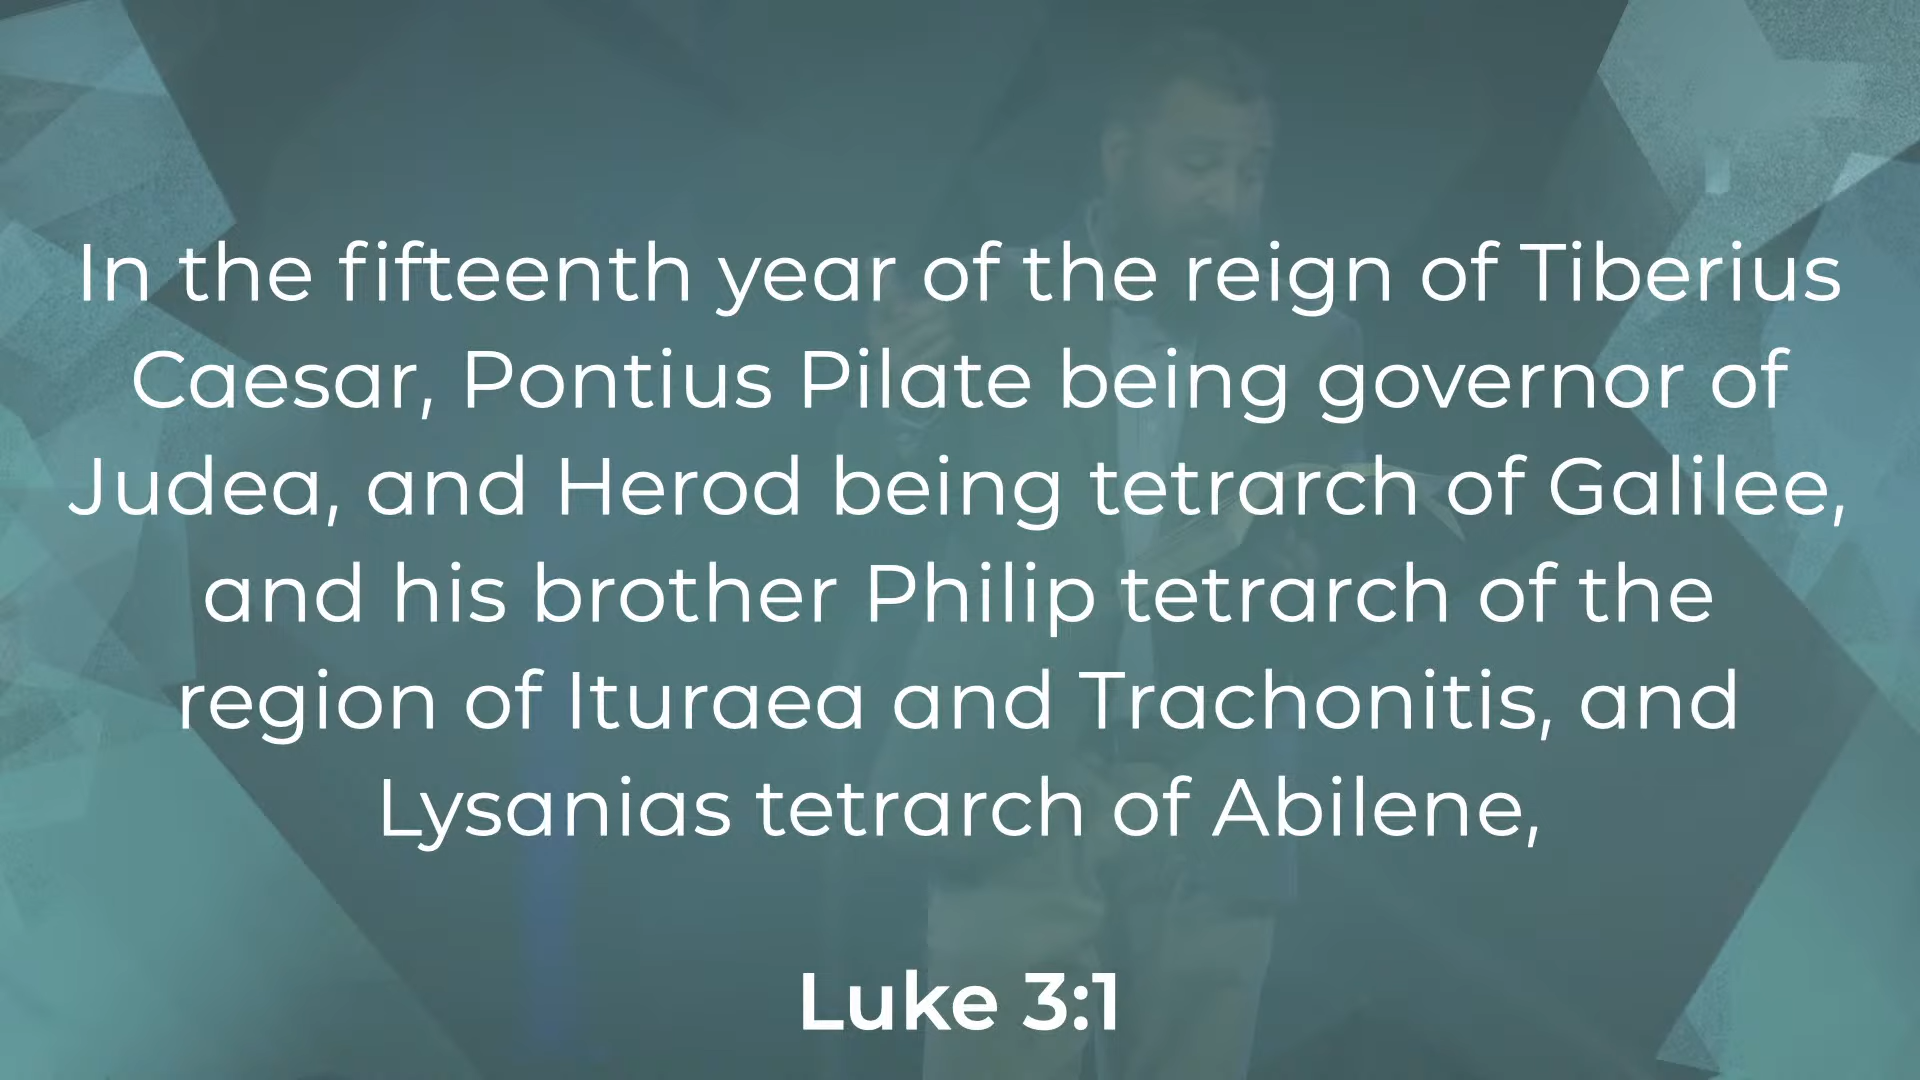 In the fifteenth year of the reign of Tiberius
Caesar, Pontius Pilate being governor of
Judea, and Herod being tetrarch of Galilee,
and his brother Philip tetrarch of the
region of Ituraea and Trachonitis, and
Lysanias tetrarch of Abilene,
Luke 3:1